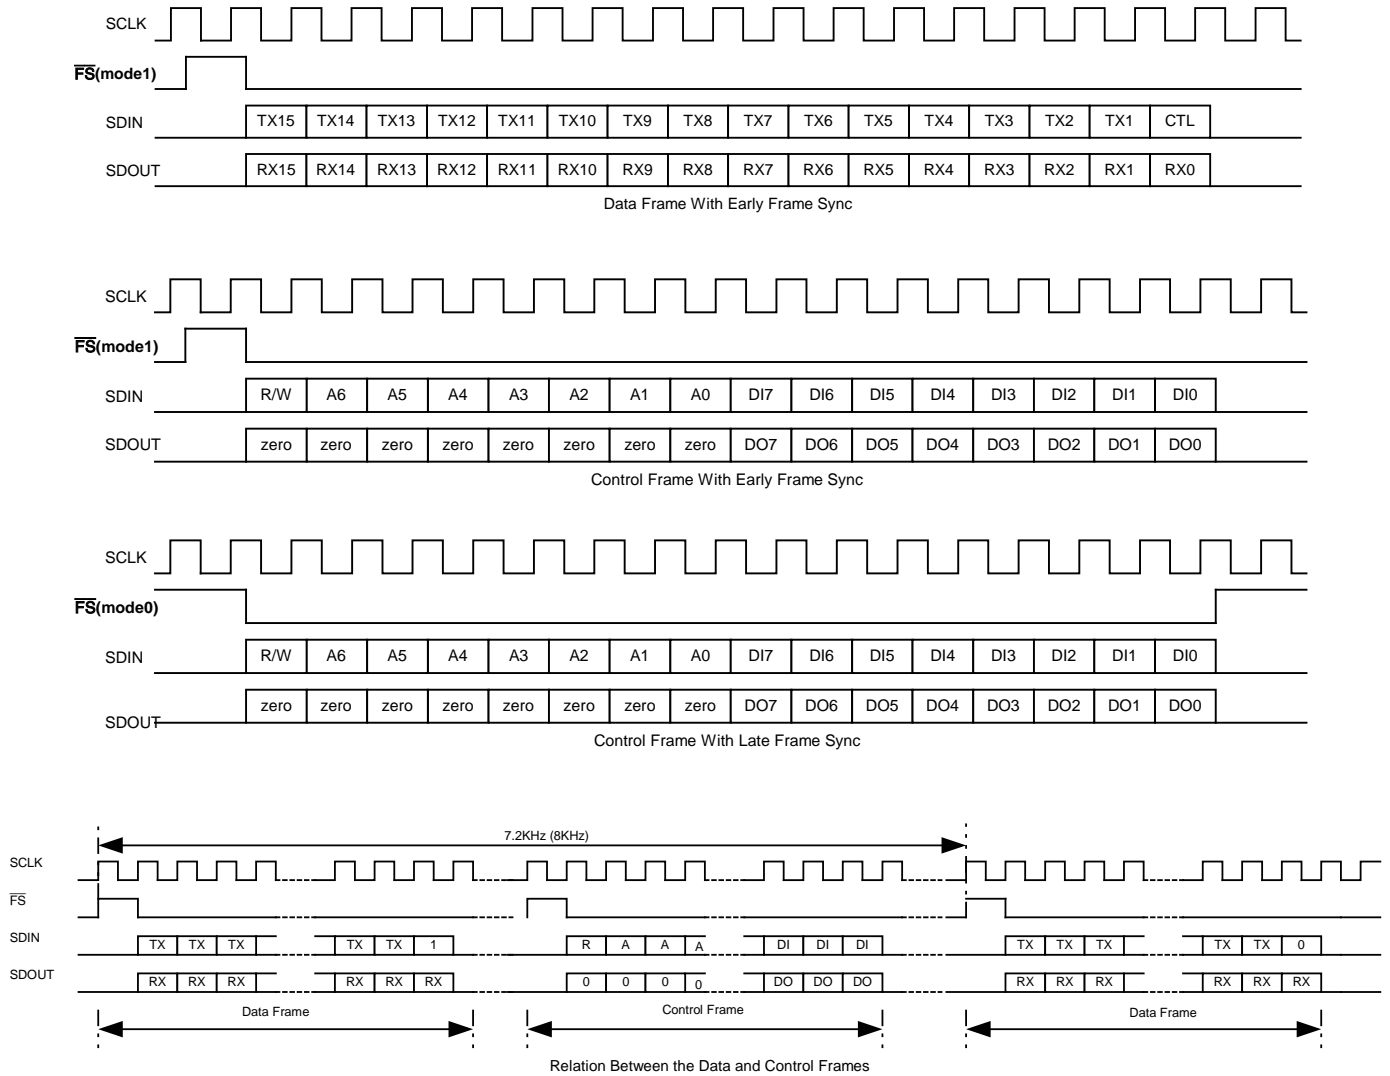 SCLK
FS(mode1)
SDIN TX15 TX14 TX13 TX12 TX11 TX10 TX9 TX8 TX7 TX6 TX5 TX4 TX3 TX2 TX1 CTL
SDOUT RX15 RX14 RX13 RX12 RX11 RX10 RX9 RX8 RX7 RX6 RX5 RX4 RX3 RX2 RX1 RX0
Data Frame With Early Frame Sync
SCLK
FS(mode1)
SDIN R/W A6 A5 A4 A3 A2 A1 A0 DI7 DI6 DI5 DI4 DI3 DI2 DI1 DI0
SDOUT zero zero zero zero zero zero zero zero DO7 DO6 DO5 DO4 DO3 DO2 DO1 DO0
Control Frame With Early Frame Sync
SCLK
FS(mode0)
SDIN R/W A6 A5 A4 A3 A2 A1 A0 DI7 DI6 DI5 DI4 DI3 DI2 DI1 DI0
SDOUT zero zero zero zero zero zero zero zero DO7 DO6 DO5 DO4 DO3 DO2 DO1 DO0
Control Frame With Late Frame Sync
7.2KHz (8KHz)
SCLK
FS
SDIN TX TX TX TX TX 1 R A A A DI DI DI TX TX TX TX TX 0
SDOUT RX RX RX RX RX RX 0 0 0 0 DO DO DO RX RX RX RX RX RX
Data Frame Control Frame Data Frame
Relation Between the Data and Control Frames